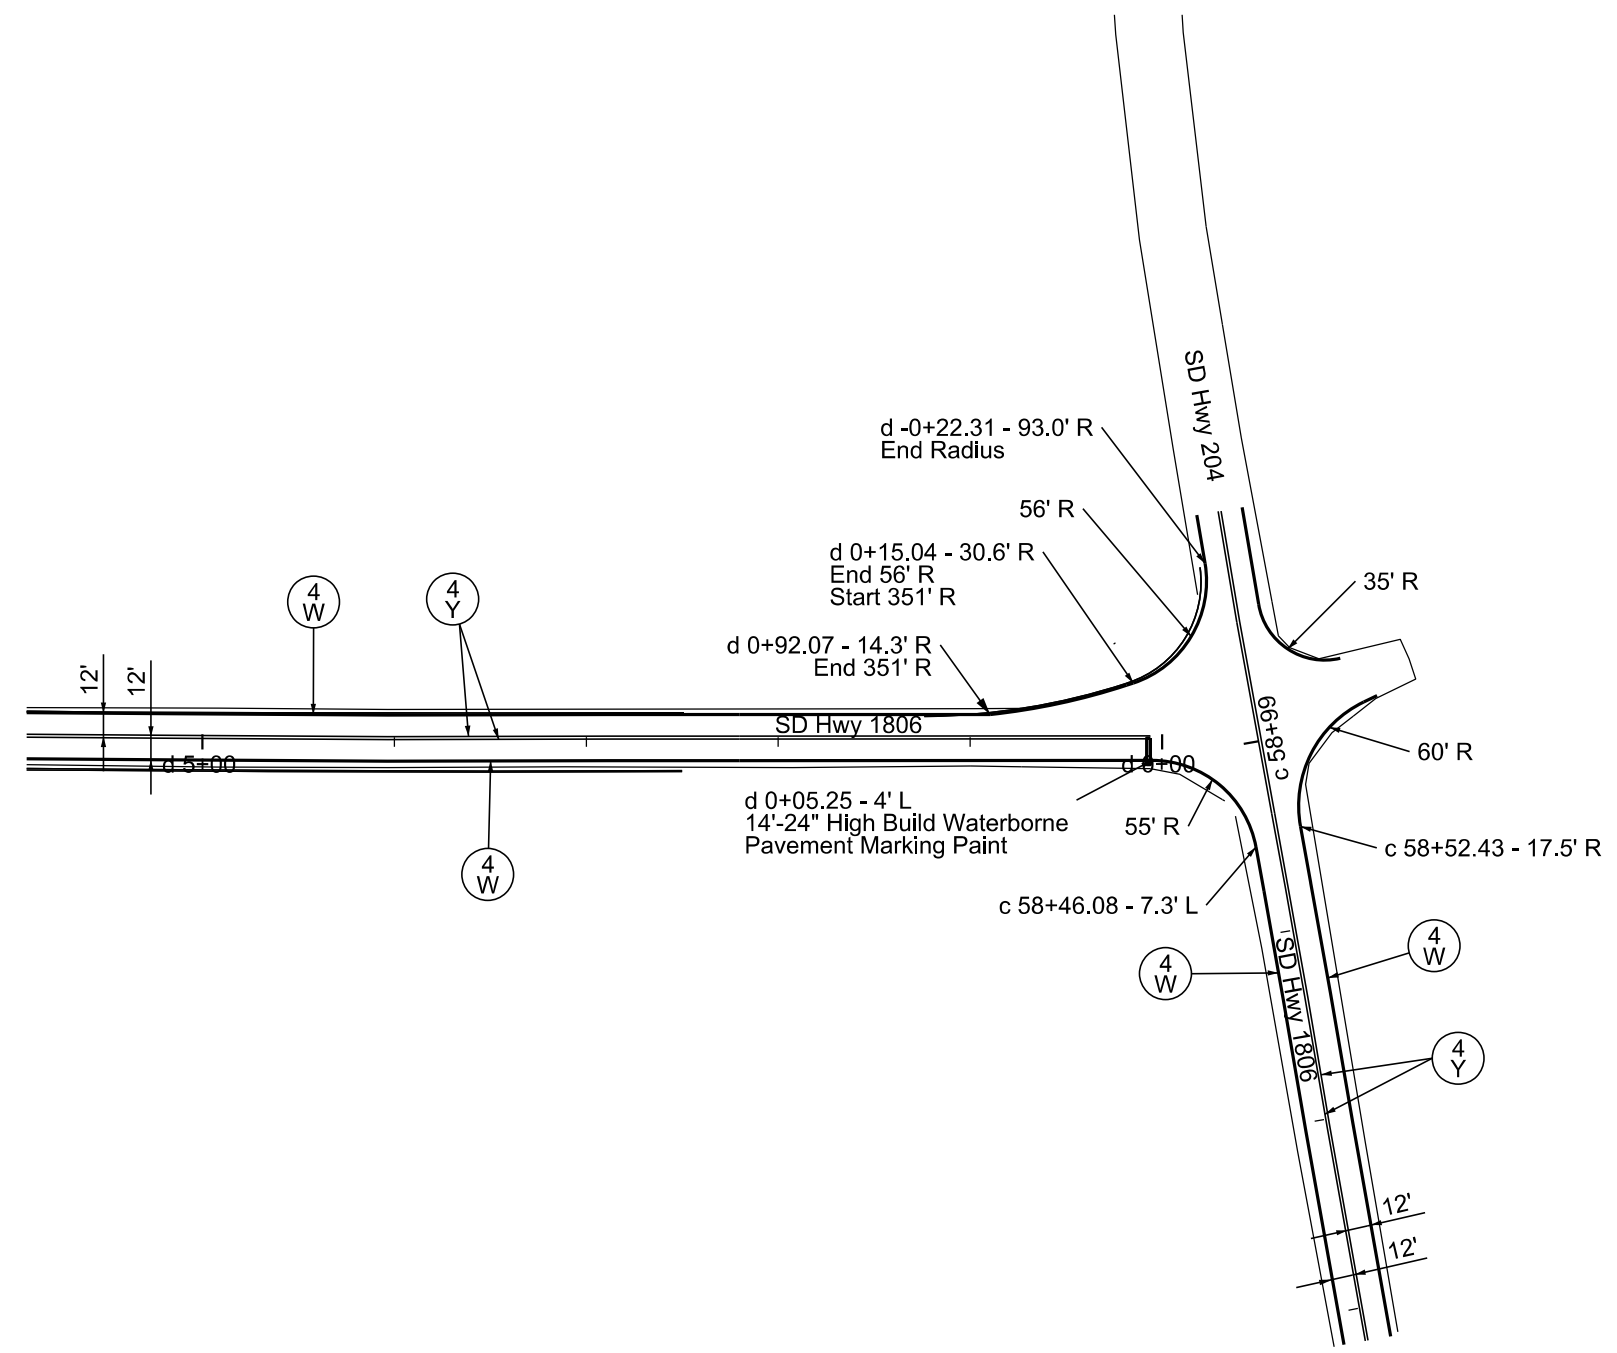 SD Hwy 204
d -0+22.31 - 93.0' R
End Radius
56' R
d 0+15.04 - 30.6' R
End 56' R
Start 351' R
35' R
4
W
4
Y
d 0+92.07 - 14.3' R
End 351' R
12'
12'
SD Hwy 1806
c 58+99
d 5+00
d 0+00
60' R
d 0+05.25 - 4' L
14'-24" High Build Waterborne
Pavement Marking Paint
55' R
c 58+52.43 - 17.5' R
4
W
c 58+46.08 - 7.3' L
4
W
4
W
SD Hwy 1806
4
Y
12'
12'